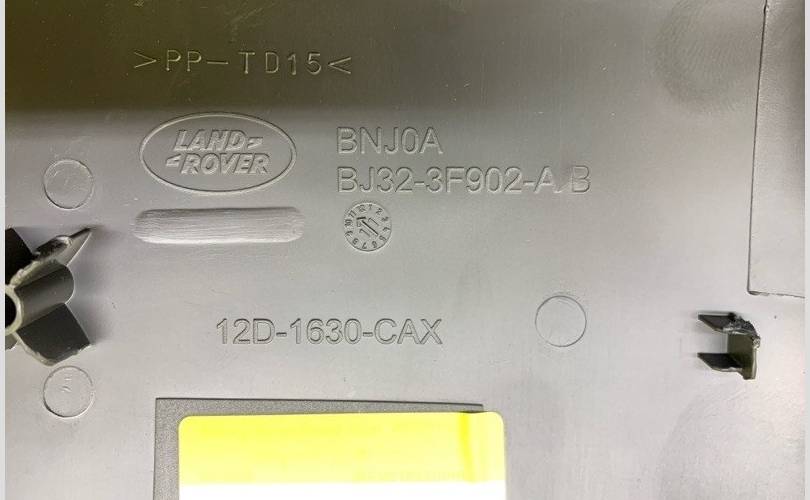 >PP-TD15<
LAND-
-ROVER
BNJ0A
BJ32-3F902-A/B
12D-1630-CAX